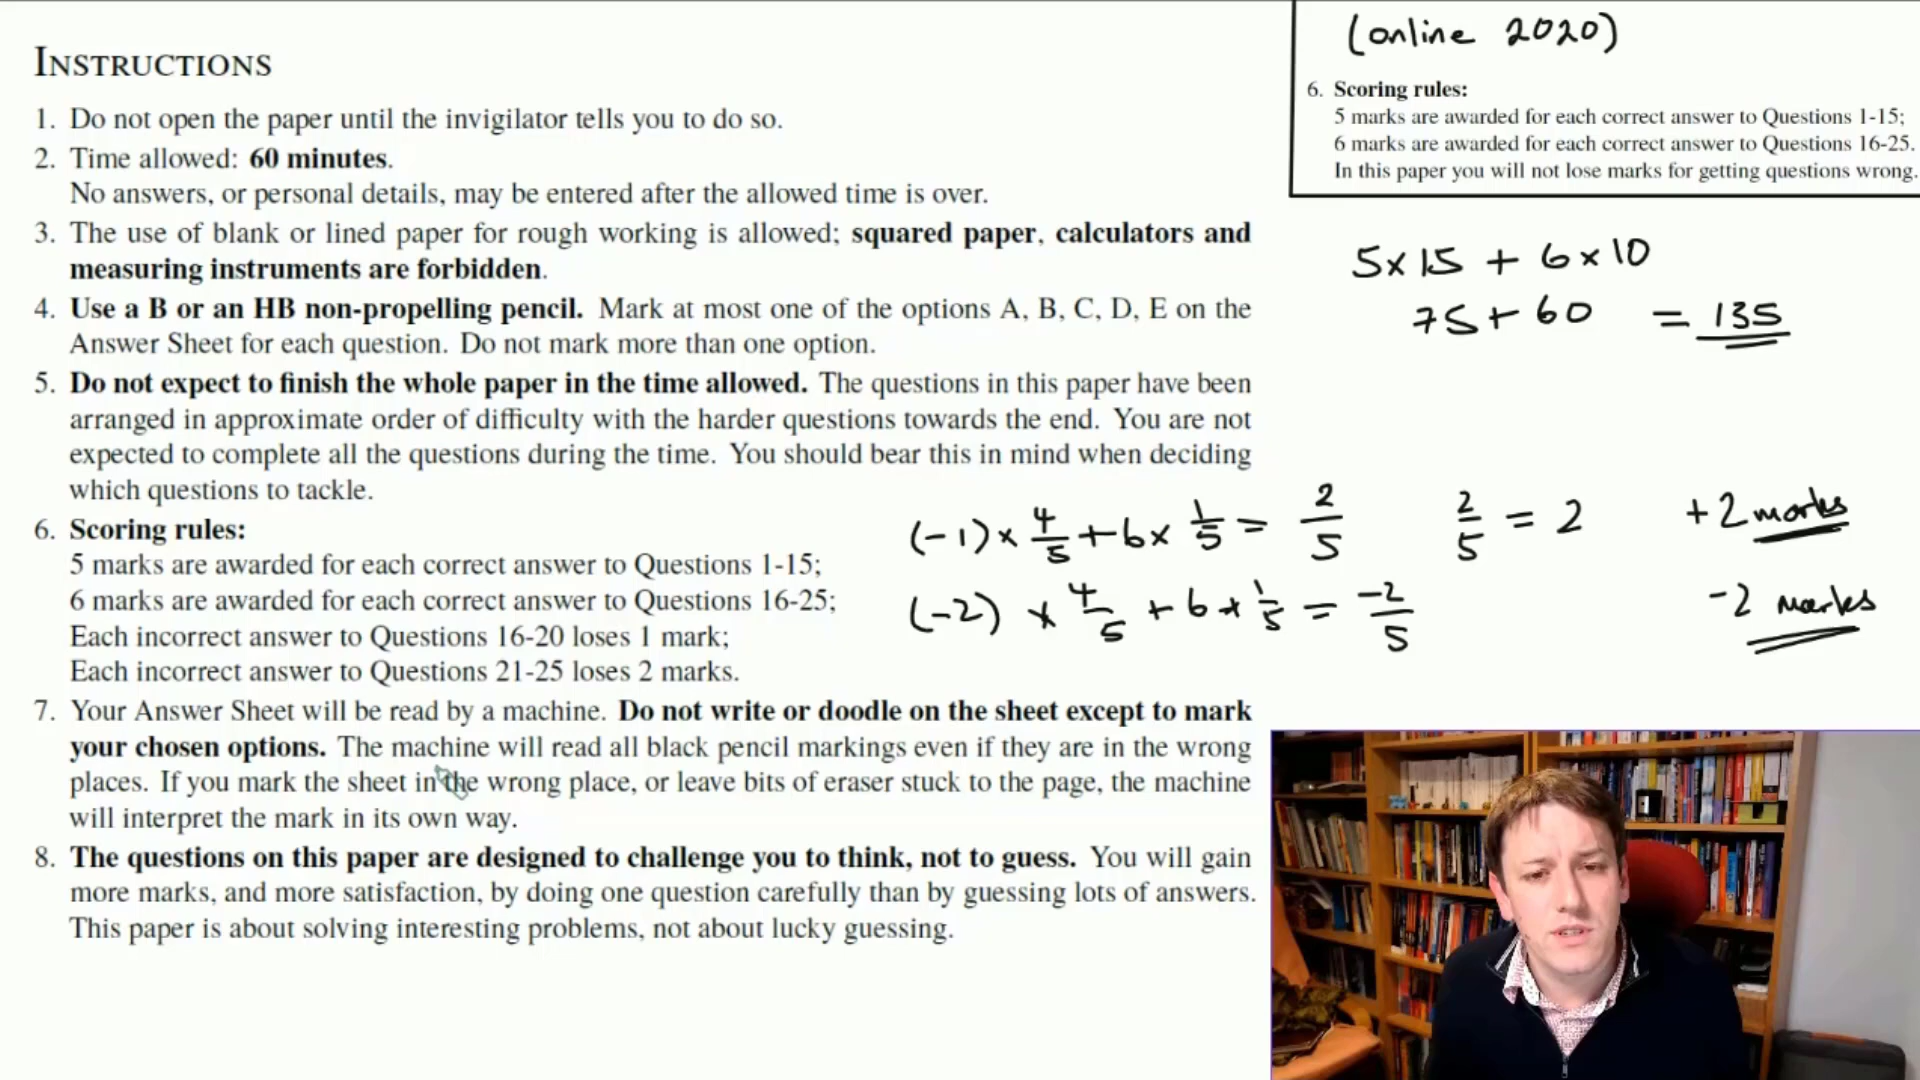 INSTRUCTIONS
1. Do not open the paper until the invigilator tells you to do so.
2. Time allowed: 60 minutes.
No answers, or personal details, may be entered after the allowed time is over.
3. The use of blank or lined paper for rough working is allowed; squared paper, calculators and
measuring instruments are forbidden.
4. Use a B or an HB non-propelling pencil. Mark at most one of the options A, B, C, D, E on the
Answer Sheet for each question. Do not mark more than one option.
5. Do not expect to finish the whole paper in the time allowed. The questions in this paper have been
arranged in approximate order of difficulty with the harder questions towards the end. You are not
expected to complete all the questions during the time. You should bear this in mind when deciding
which questions to tackle.
6. Scoring rules:
5 marks are awarded for each correct answer to Questions 1-15;
6 marks are awarded for each correct answer to Questions 16-25;
Each incorrect answer to Questions 16-20 loses 1 mark;
Each incorrect answer to Questions 21-25 loses 2 marks.
7. Your Answer Sheet will be read by a machine. Do not write or doodle on the sheet except to mark
your chosen options. The machine will read all black pencil markings even if they are in the wrong
places. If you mark the sheet in the wrong place, or leave bits of eraser stuck to the page, the machine
will interpret the mark in its own way.
8. The questions on this paper are designed to challenge you to think, not to guess. You will gain
more marks, and more satisfaction, by doing one question carefully than by guessing lots of answers.
This paper is about solving interesting problems, not about lucky guessing.
(online 2020)
6. Scoring rules:
5 marks are awarded for each correct answer to Questions 1-15;
6 marks are awarded for each correct answer to Questions 16-25.
In this paper you will not lose marks for getting questions wrong.
5×15 + 6×10
75+60 = 135
(-1)× 4/5 + 6× 1/5 = 2/5 2/5 = 2 +2 marks
(-2) × 4/5 + 6 × 1/5 = -2/5 -2 marks